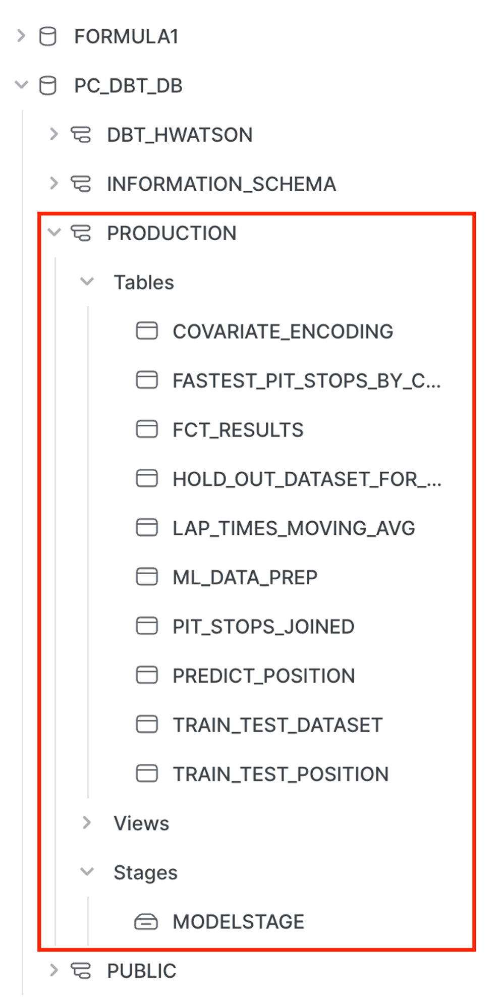 FORMULA1
PC_DBT_DB
DBT_HWATSON
INFORMATION_SCHEMA
PRODUCTION
Tables
COVARIATE_ENCODING
FASTEST_PIT_STOPS_BY_C...
FCT_RESULTS
HOLD_OUT_DATASET_FOR_...
LAP_TIMES_MOVING_AVG
ML_DATA_PREP
PIT_STOPS_JOINED
PREDICT_POSITION
TRAIN_TEST_DATASET
TRAIN_TEST_POSITION
Views
Stages
MODELSTAGE
PUBLIC